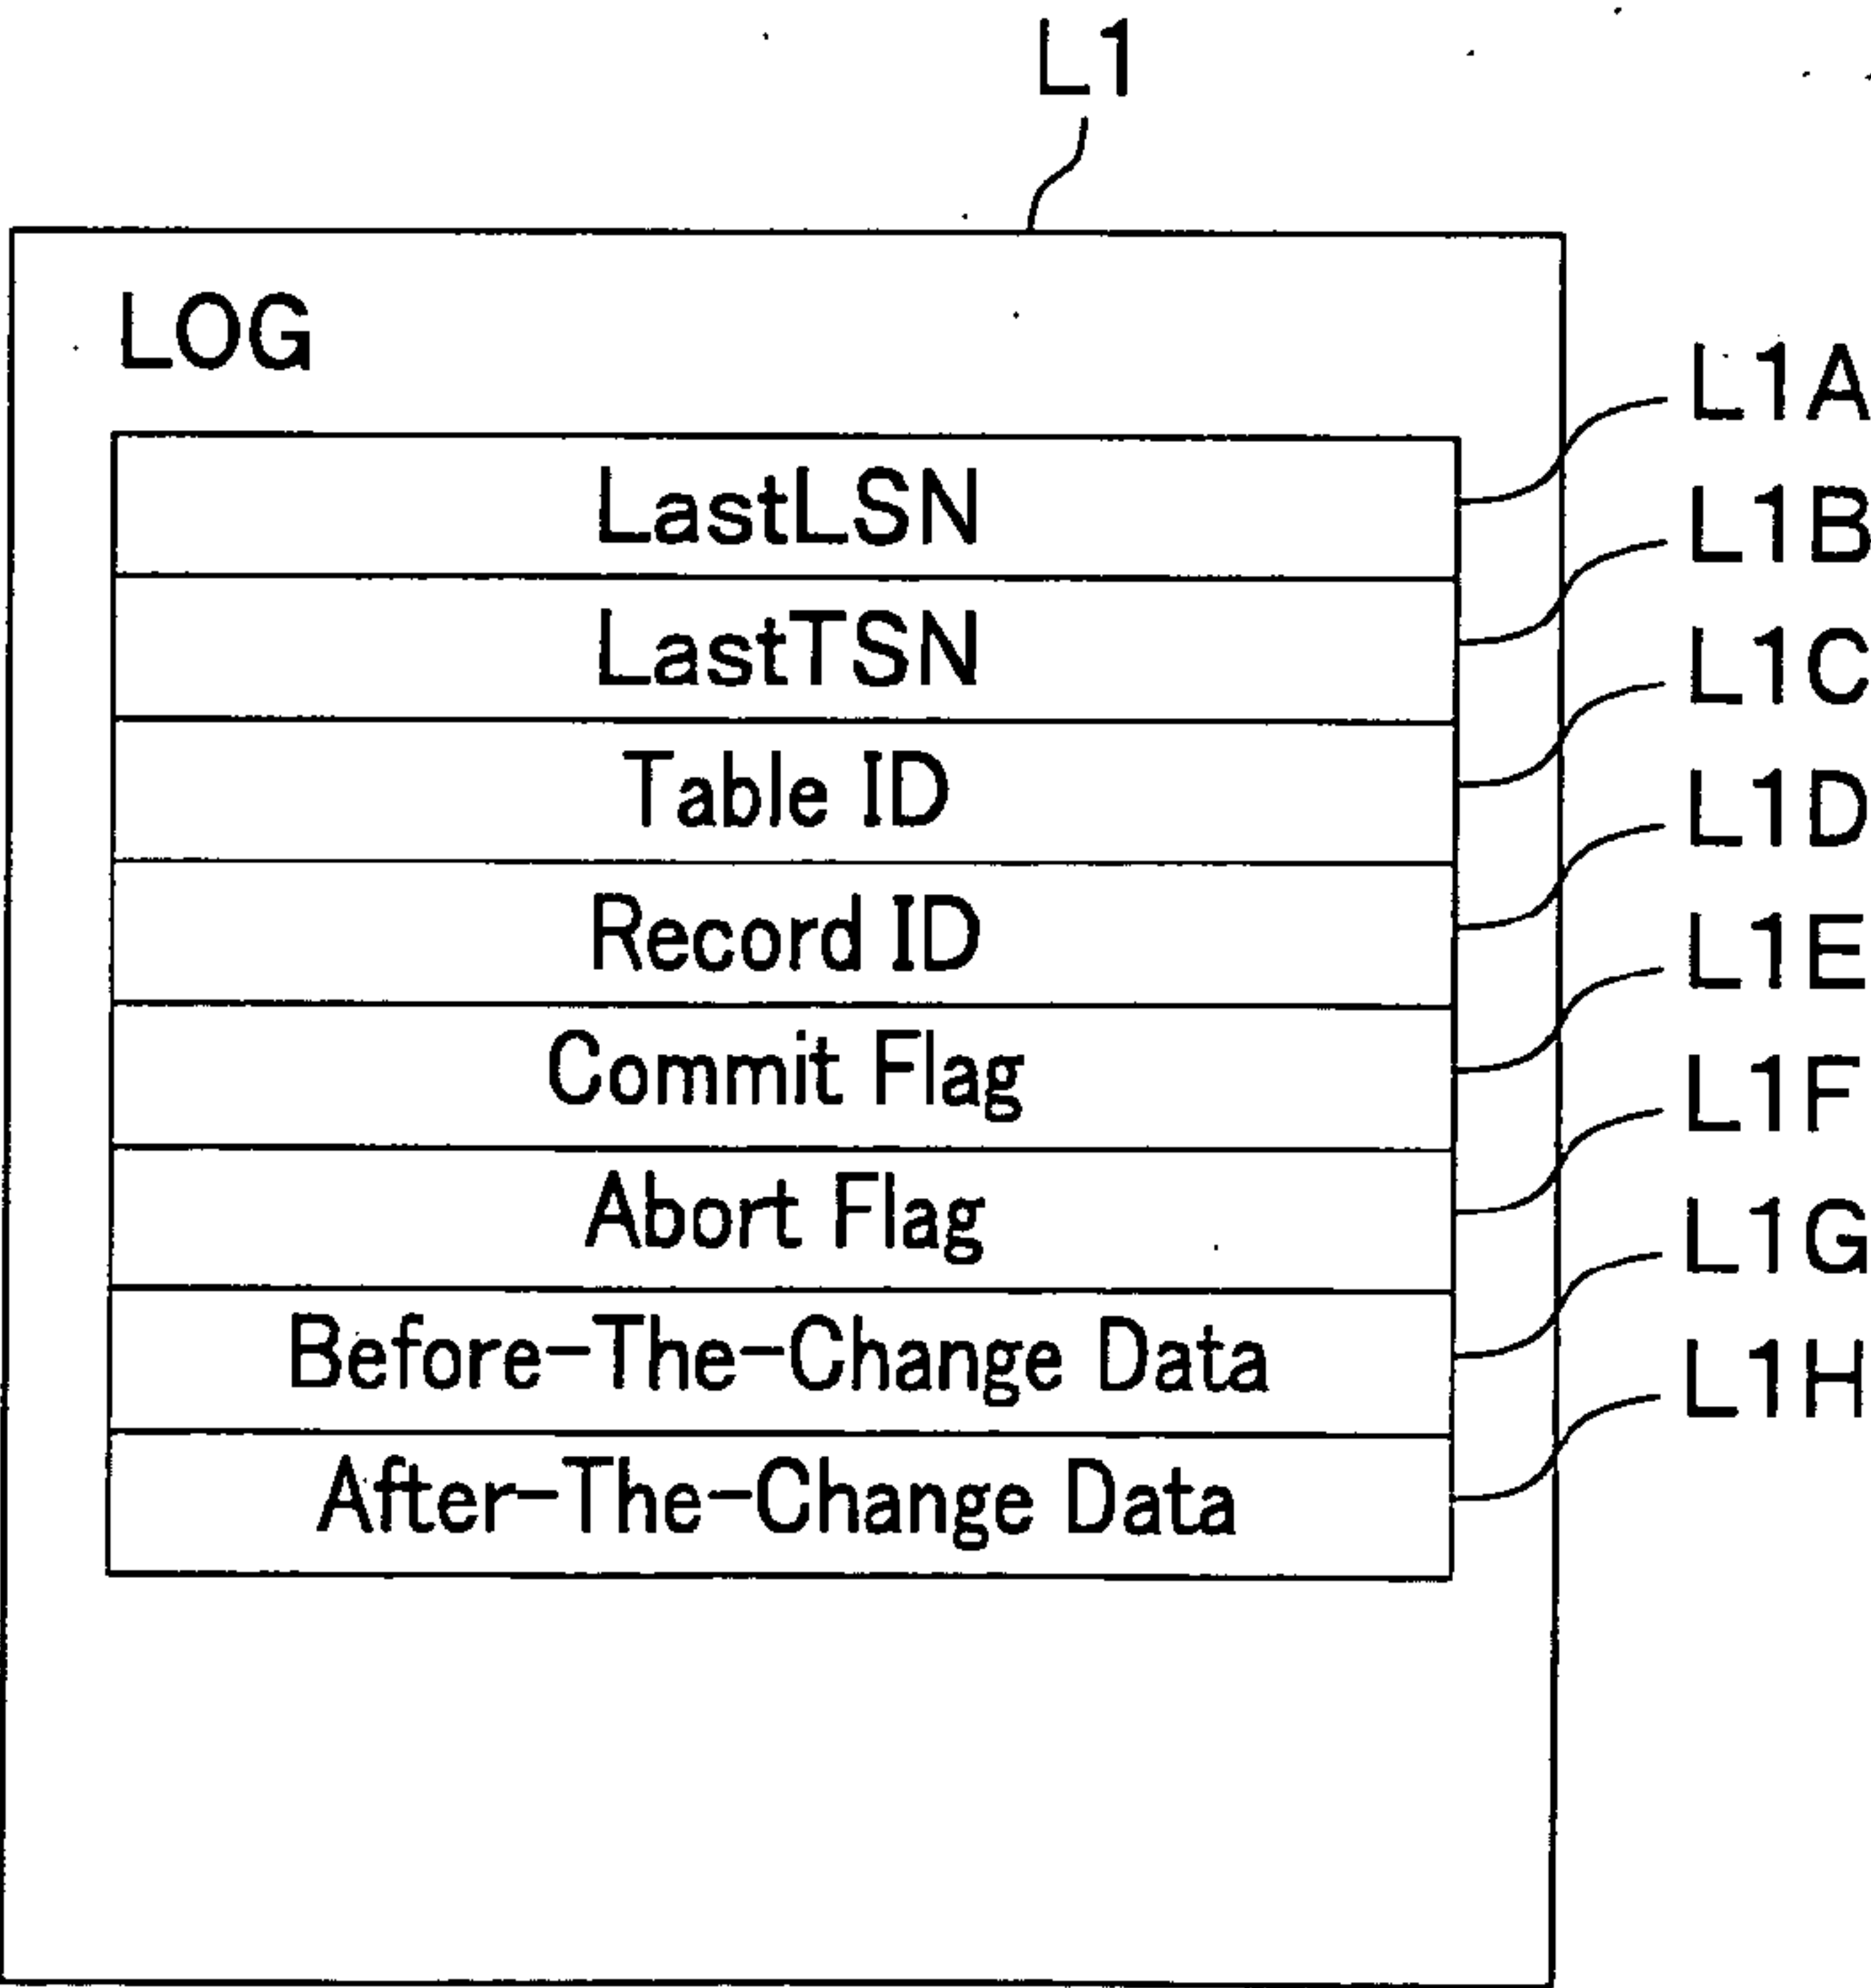 L1
LOG
LastLSN L1A
LastTSN L1B
Table ID L1C
Record ID L1D
Commit Flag L1E
Abort Flag L1F
Before-The-Change Data L1G
After-The-Change Data L1H